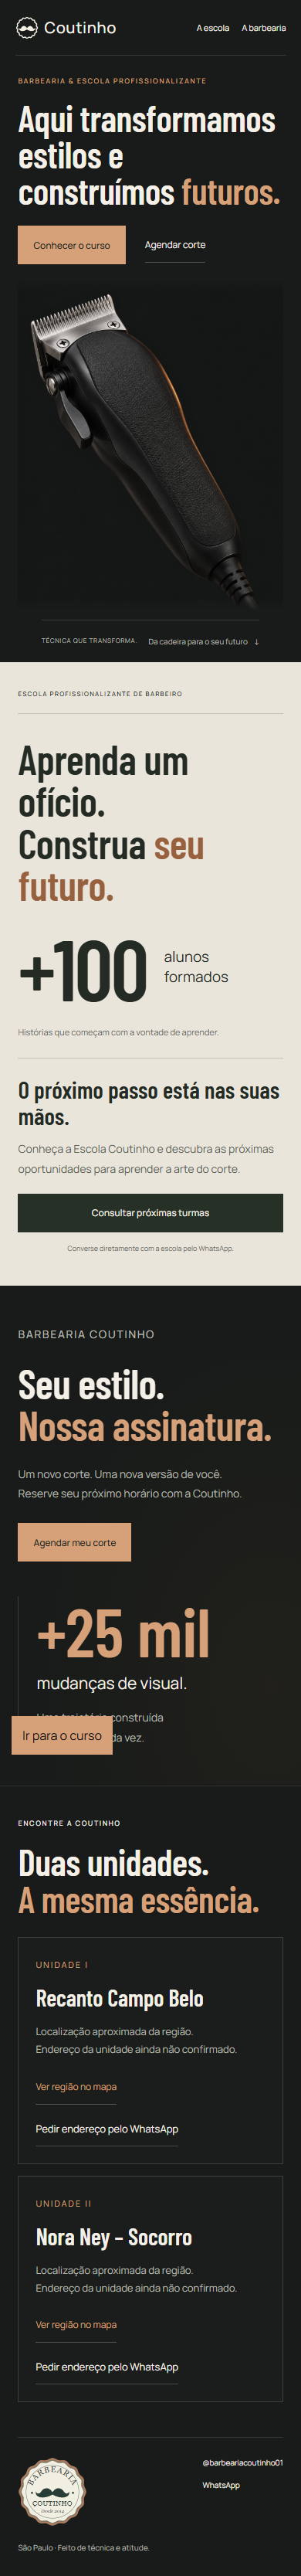 Coutinho
A escola
A barbearia
BARBEARIA & ESCOLA PROFISSIONALIZANTE
Aqui transformamos
estilos e
construímos futuros.
Conhecer o curso
Agendar corte
TÉCNICA QUE TRANSFORMA.
Da cadeira para o seu futuro ↓
ESCOLA PROFISSIONALIZANTE DE BARBEIRO
Aprenda um
ofício.
Construa seu
futuro.
+100
alunos
formados
Histórias que começam com a vontade de aprender.
O próximo passo está nas suas
mãos.
Conheça a Escola Coutinho e descubra as próximas
oportunidades para aprender a arte do corte.
Consultar próximas turmas
Converse diretamente com a escola pelo WhatsApp.
BARBEARIA COUTINHO
Seu estilo.
Nossa assinatura.
Um novo corte. Uma nova versão de você.
Reserve seu próximo horário com a Coutinho.
Agendar meu corte
+25 mil
mudanças de visual.
construída
Ir para o curso
vez.
ENCONTRE A COUTINHO
Duas unidades.
A mesma essência.
UNIDADE I
Recanto Campo Belo
Localização aproximada da região.
Endereço da unidade ainda não confirmado.
Ver região no mapa
Pedir endereço pelo WhatsApp
UNIDADE II
Nora Ney – Socorro
Localização aproximada da região.
Endereço da unidade ainda não confirmado.
Ver região no mapa
Pedir endereço pelo WhatsApp
BARBEARIA
COUTINHO
Desde 2014
@barbeariacoutinho01
WhatsApp
São Paulo · Feito de técnica e atitude.